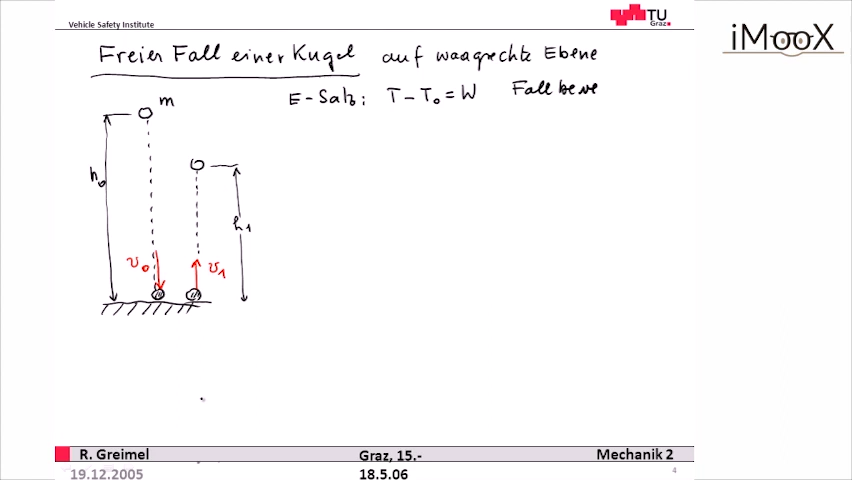 Vehicle Safety Institute
TU
Graz
iMooX
Freier Fall einer Kugel auf waagrechte Ebene
E-Satz: T - T₀ = W Fallbewe
m
h₀
h₁
v₀
v₁
R. Greimel Graz, 15.- Mechanik 2
19.12.2005 18.5.06 4